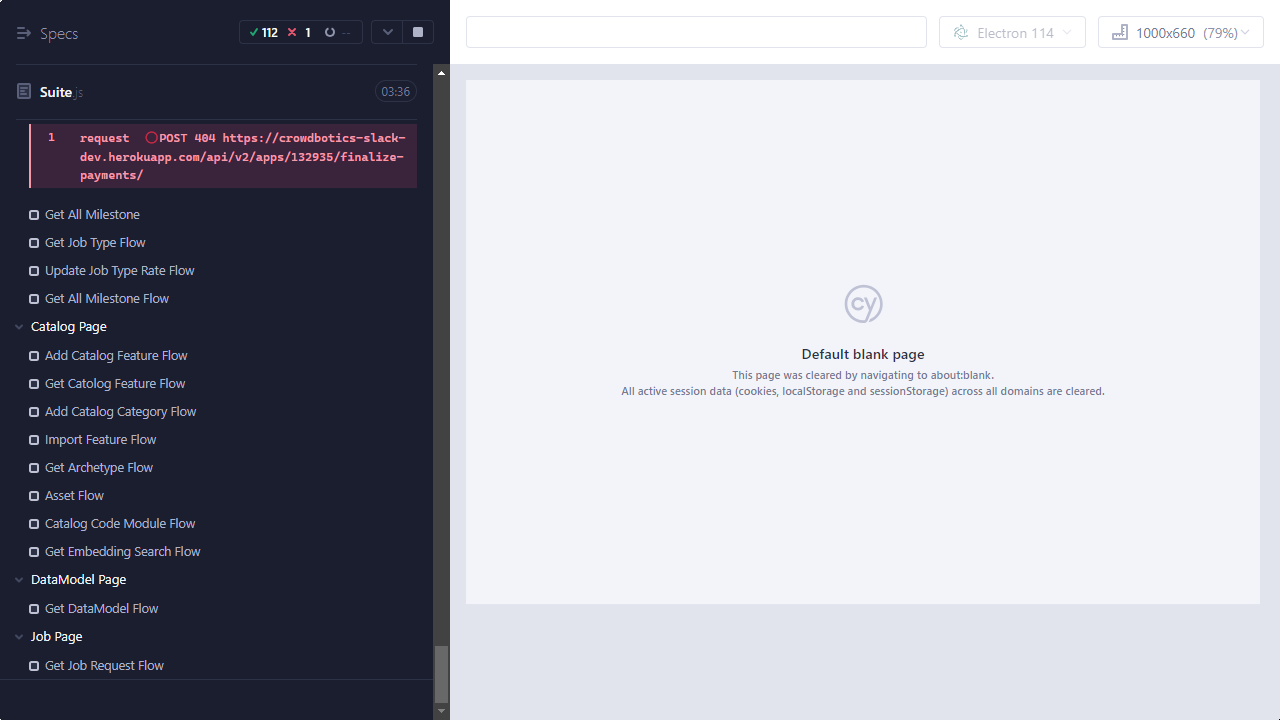 Specs
112 1 --
Electron 114
1000x660 (79%)
Suite.js
03:36
1 request POST 404 https://crowdbotics-slack-
dev.herokuapp.com/api/v2/apps/132935/finalize-
payments/
Get All Milestone
Get Job Type Flow
Update Job Type Rate Flow
Get All Milestone Flow
Catalog Page
Add Catalog Feature Flow
Get Catolog Feature Flow
Add Catalog Category Flow
Import Feature Flow
Get Archetype Flow
Asset Flow
Catalog Code Module Flow
Get Embedding Search Flow
DataModel Page
Get DataModel Flow
Job Page
Get Job Request Flow
cy
Default blank page
This page was cleared by navigating to about:blank.
All active session data (cookies, localStorage and sessionStorage) across all domains are cleared.